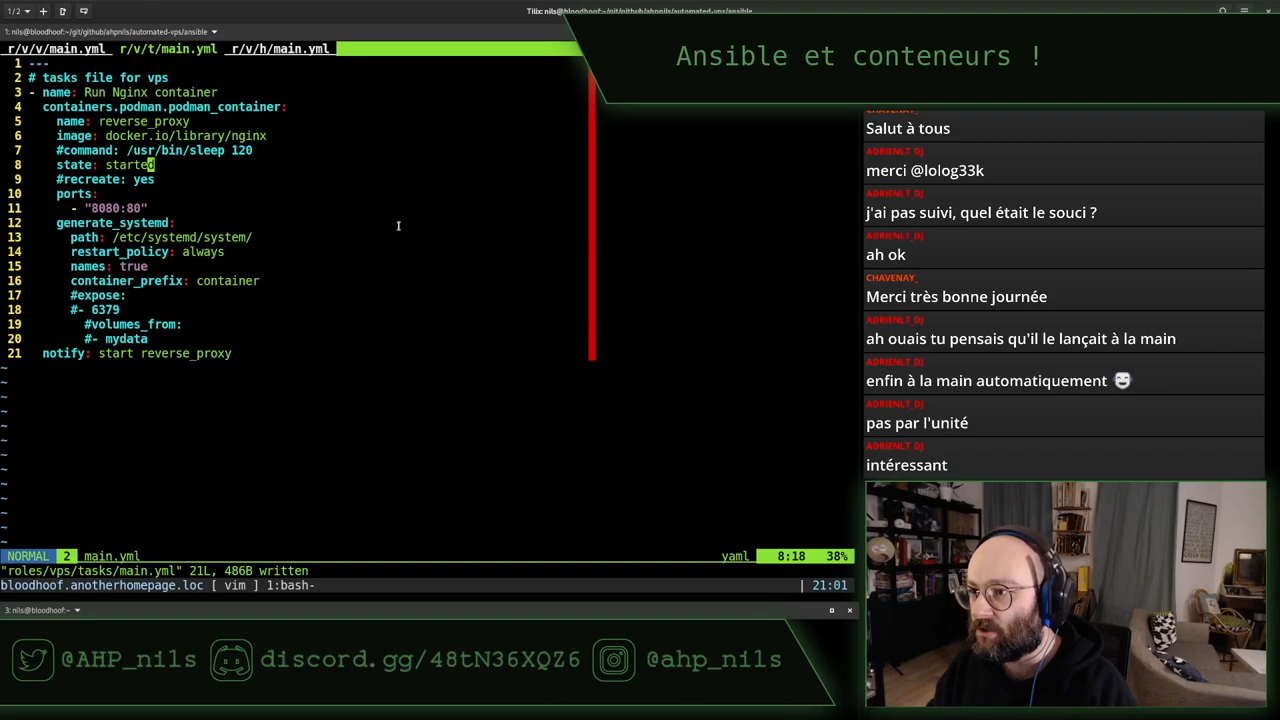 1 / 2
Tilix: nils@bloodhoof:~/git/github/ahpnils/automated-vps/ansible
1: nils@bloodhoof:~/git/github/ahpnils/automated-vps/ansible
r/v/v/main.yml r/v/t/main.yml r/v/h/main.yml
1 ---
2 # tasks file for vps
3 - name: Run Nginx container
4 containers.podman.podman_container:
5 name: reverse_proxy
6 image: docker.io/library/nginx
7 #command: /usr/bin/sleep 120
8 state: started
9 #recreate: yes
10 ports:
11 - "8080:80"
12 generate_systemd:
13 path: /etc/systemd/system/
14 restart_policy: always
15 names: true
16 container_prefix: container
17 #expose:
18 #- 6379
19 #volumes_from:
20 #- mydata
21 notify: start reverse_proxy
~
~
~
~
~
~
~
~
~
~
~
~
~
NORMAL 2 main.yml yaml 8:18 38%
"roles/vps/tasks/main.yml" 21L, 486B written
bloodhoof.anotherhomepage.loc [ vim ] 1:bash- | 21:01
3: nils@bloodhoof:~
@AHP_nils discord.gg/48tN36XQZ6 @ahp_nils
Ansible et conteneurs !
CHAVENAY_
Salut à tous
ADRIENLT_DJ
merci @lolog33k
ADRIENLT_DJ
j'ai pas suivi, quel était le souci ?
ADRIENLT_DJ
ah ok
CHAVENAY_
Merci très bonne journée
ADRIENLT_DJ
ah ouais tu pensais qu'il le lançait à la main
ADRIENLT_DJ
enfin à la main automatiquement
ADRIENLT_DJ
pas par l'unité
ADRIENLT_DJ
intéressant